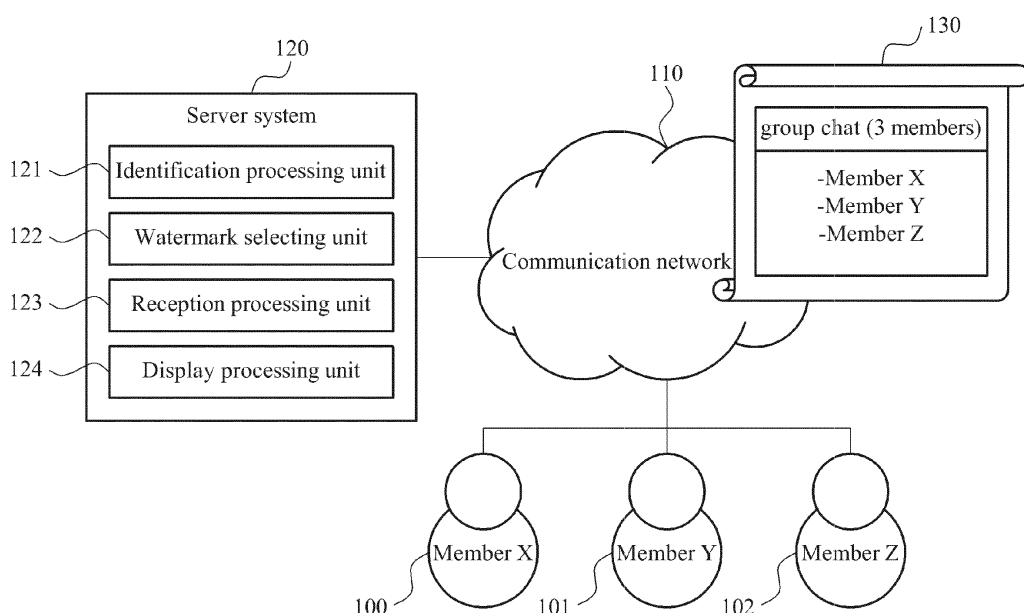 130
120
110
Server system
group chat (3 members)
121
Identification processing unit
-Member X
-Member Y
-Member Z
122
Watermark selecting unit
Communication network
123
Reception processing unit
124
Display processing unit
Member X
Member Y
Member Z
100
101
102